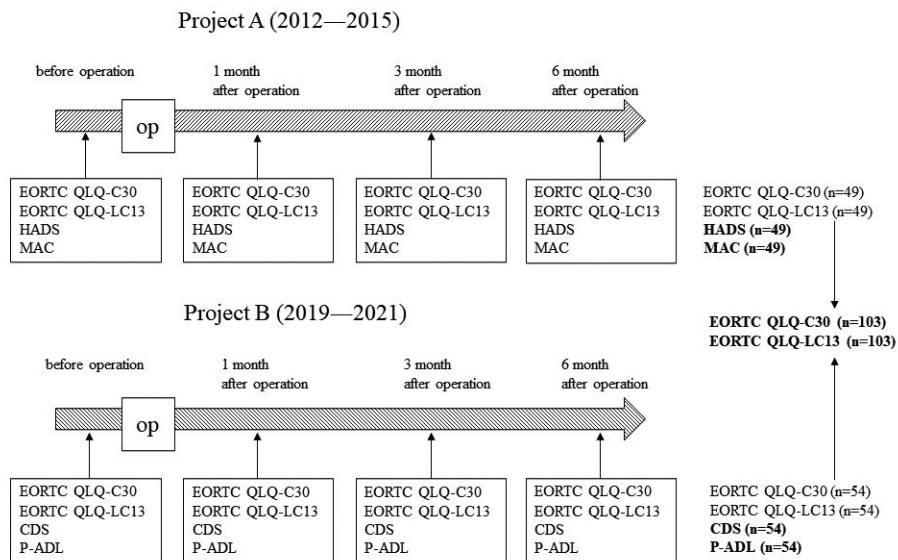 Project A (2012—2015)
before operation
1 month
after operation
3 month
after operation
6 month
after operation
op
EORTC QLQ-C30
EORTC QLQ-LC13
HADS
MAC
EORTC QLQ-C30
EORTC QLQ-LC13
HADS
MAC
EORTC QLQ-C30
EORTC QLQ-LC13
HADS
MAC
EORTC QLQ-C30
EORTC QLQ-LC13
HADS
MAC
EORTC QLQ-C30 (n=49)
EORTC QLQ-LC13 (n=49)
HADS (n=49)
MAC (n=49)
EORTC QLQ-C30 (n=103)
EORTC QLQ-LC13 (n=103)
Project B (2019—2021)
before operation
1 month
after operation
3 month
after operation
6 month
after operation
op
EORTC QLQ-C30
EORTC QLQ-LC13
CDS
P-ADL
EORTC QLQ-C30
EORTC QLQ-LC13
CDS
P-ADL
EORTC QLQ-C30
EORTC QLQ-LC13
CDS
P-ADL
EORTC QLQ-C30
EORTC QLQ-LC13
CDS
P-ADL
EORTC QLQ-C30 (n=54)
EORTC QLQ-LC13 (n=54)
CDS (n=54)
P-ADL (n=54)